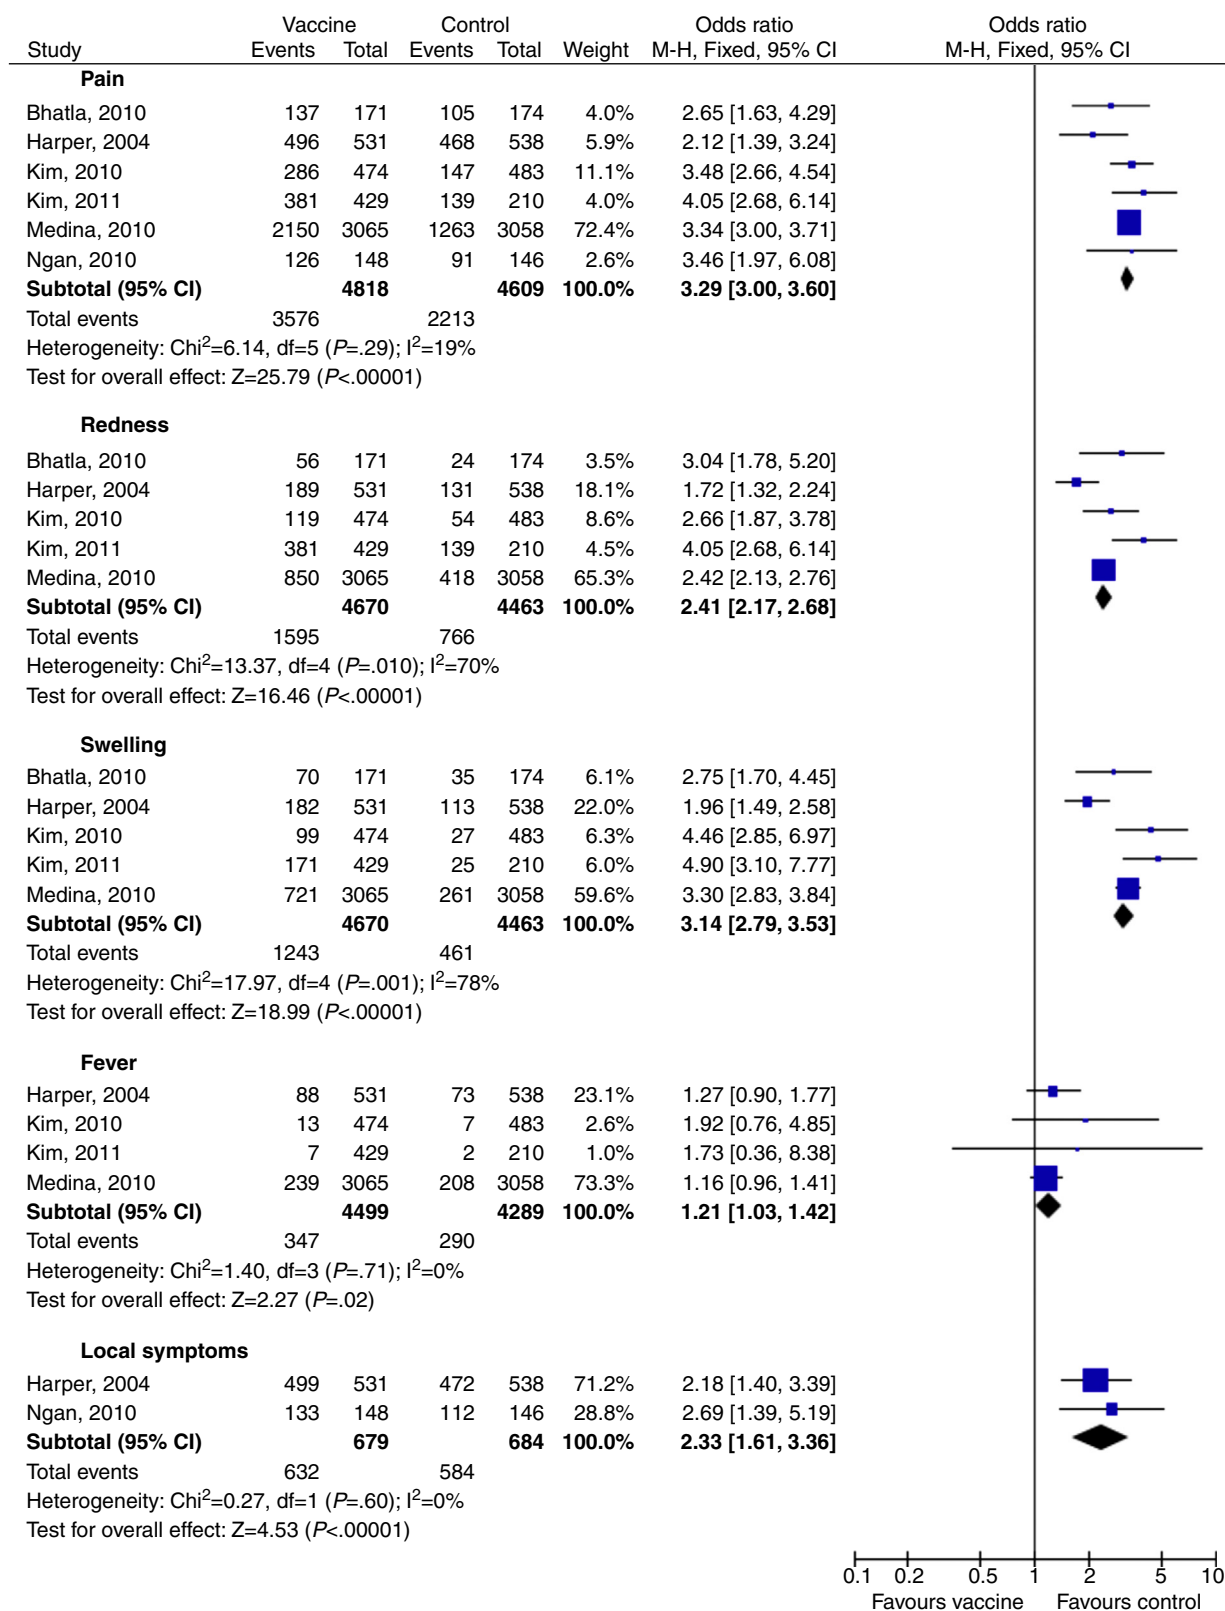 Vaccine Control Odds ratio Odds ratio
Study Events Total Events Total Weight M-H, Fixed, 95% CI M-H, Fixed, 95% CI
Pain
Bhatla, 2010 137 171 105 174 4.0% 2.65 [1.63, 4.29]
Harper, 2004 496 531 468 538 5.9% 2.12 [1.39, 3.24]
Kim, 2010 286 474 147 483 11.1% 3.48 [2.66, 4.54]
Kim, 2011 381 429 139 210 4.0% 4.05 [2.68, 6.14]
Medina, 2010 2150 3065 1263 3058 72.4% 3.34 [3.00, 3.71]
Ngan, 2010 126 148 91 146 2.6% 3.46 [1.97, 6.08]
Subtotal (95% CI) 4818 4609 100.0% 3.29 [3.00, 3.60]
Total events 3576 2213
Heterogeneity: Chi²=6.14, df=5 (P=.29); I²=19%
Test for overall effect: Z=25.79 (P<.00001)
Redness
Bhatla, 2010 56 171 24 174 3.5% 3.04 [1.78, 5.20]
Harper, 2004 189 531 131 538 18.1% 1.72 [1.32, 2.24]
Kim, 2010 119 474 54 483 8.6% 2.66 [1.87, 3.78]
Kim, 2011 381 429 139 210 4.5% 4.05 [2.68, 6.14]
Medina, 2010 850 3065 418 3058 65.3% 2.42 [2.13, 2.76]
Subtotal (95% CI) 4670 4463 100.0% 2.41 [2.17, 2.68]
Total events 1595 766
Heterogeneity: Chi²=13.37, df=4 (P=.010); I²=70%
Test for overall effect: Z=16.46 (P<.00001)
Swelling
Bhatla, 2010 70 171 35 174 6.1% 2.75 [1.70, 4.45]
Harper, 2004 182 531 113 538 22.0% 1.96 [1.49, 2.58]
Kim, 2010 99 474 27 483 6.3% 4.46 [2.85, 6.97]
Kim, 2011 171 429 25 210 6.0% 4.90 [3.10, 7.77]
Medina, 2010 721 3065 261 3058 59.6% 3.30 [2.83, 3.84]
Subtotal (95% CI) 4670 4463 100.0% 3.14 [2.79, 3.53]
Total events 1243 461
Heterogeneity: Chi²=17.97, df=4 (P=.001); I²=78%
Test for overall effect: Z=18.99 (P<.00001)
Fever
Harper, 2004 88 531 73 538 23.1% 1.27 [0.90, 1.77]
Kim, 2010 13 474 7 483 2.6% 1.92 [0.76, 4.85]
Kim, 2011 7 429 2 210 1.0% 1.73 [0.36, 8.38]
Medina, 2010 239 3065 208 3058 73.3% 1.16 [0.96, 1.41]
Subtotal (95% CI) 4499 4289 100.0% 1.21 [1.03, 1.42]
Total events 347 290
Heterogeneity: Chi²=1.40, df=3 (P=.71); I²=0%
Test for overall effect: Z=2.27 (P=.02)
Local symptoms
Harper, 2004 499 531 472 538 71.2% 2.18 [1.40, 3.39]
Ngan, 2010 133 148 112 146 28.8% 2.69 [1.39, 5.19]
Subtotal (95% CI) 679 684 100.0% 2.33 [1.61, 3.36]
Total events 632 584
Heterogeneity: Chi²=0.27, df=1 (P=.60); I²=0%
Test for overall effect: Z=4.53 (P<.00001)
0.1 0.2 0.5 1 2 5 10
Favours vaccine Favours control